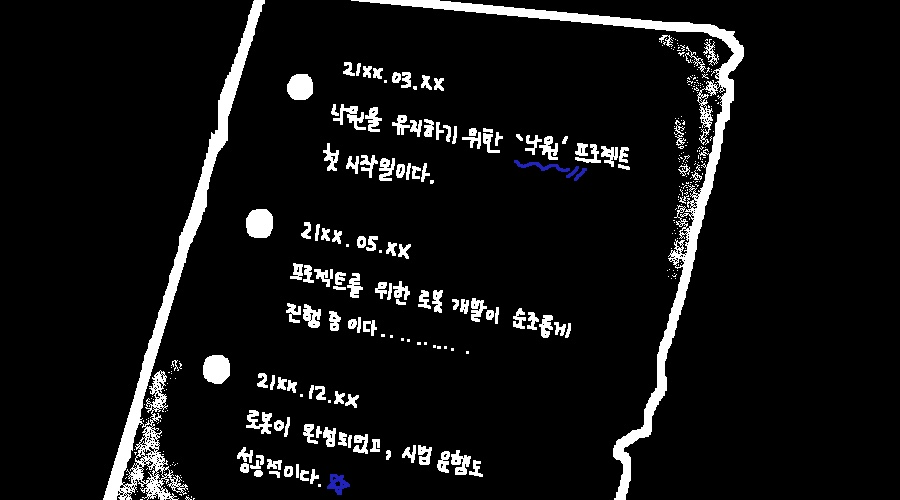 21XX.03.XX
낙원을 유지하기 위한 '낙원' 프로젝트
첫 시작일이다.
21XX.05.XX
프로젝트를 위한 로봇 개발이 순조롭게
진행 중 이다.........
21XX.12.XX
로봇이 완성되었고, 시범 운행도
성공적이다.☆